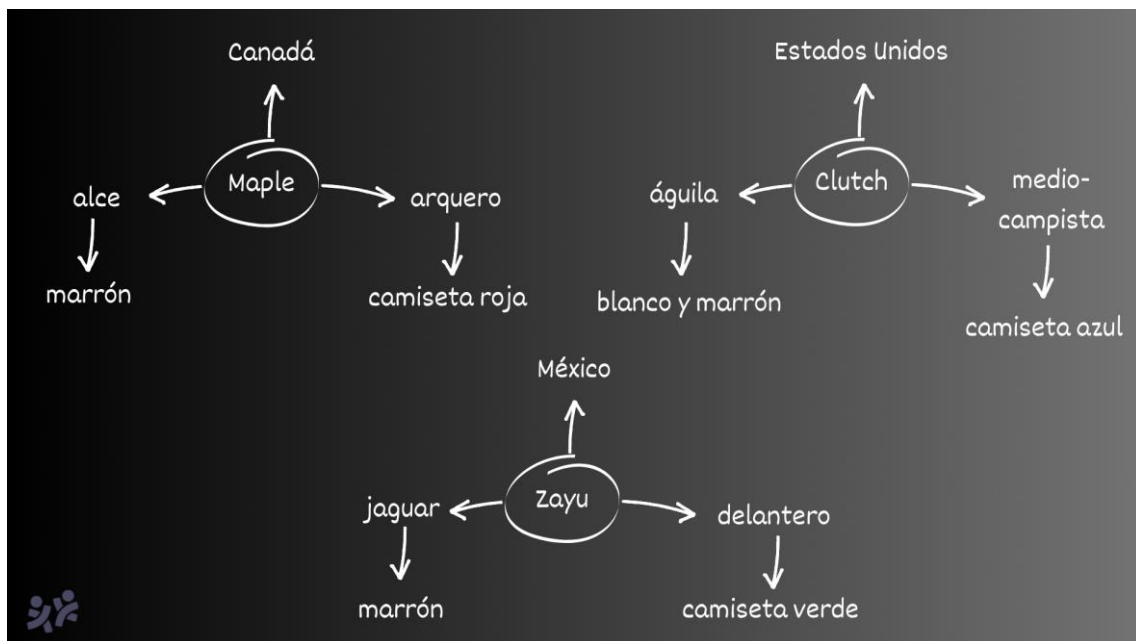 Canadá
Maple
alce
arquero
marrón
camiseta roja
Estados Unidos
Clutch
águila
medio-
campista
blanco y marrón
camiseta azul
México
Zayu
jaguar
delantero
marrón
camiseta verde